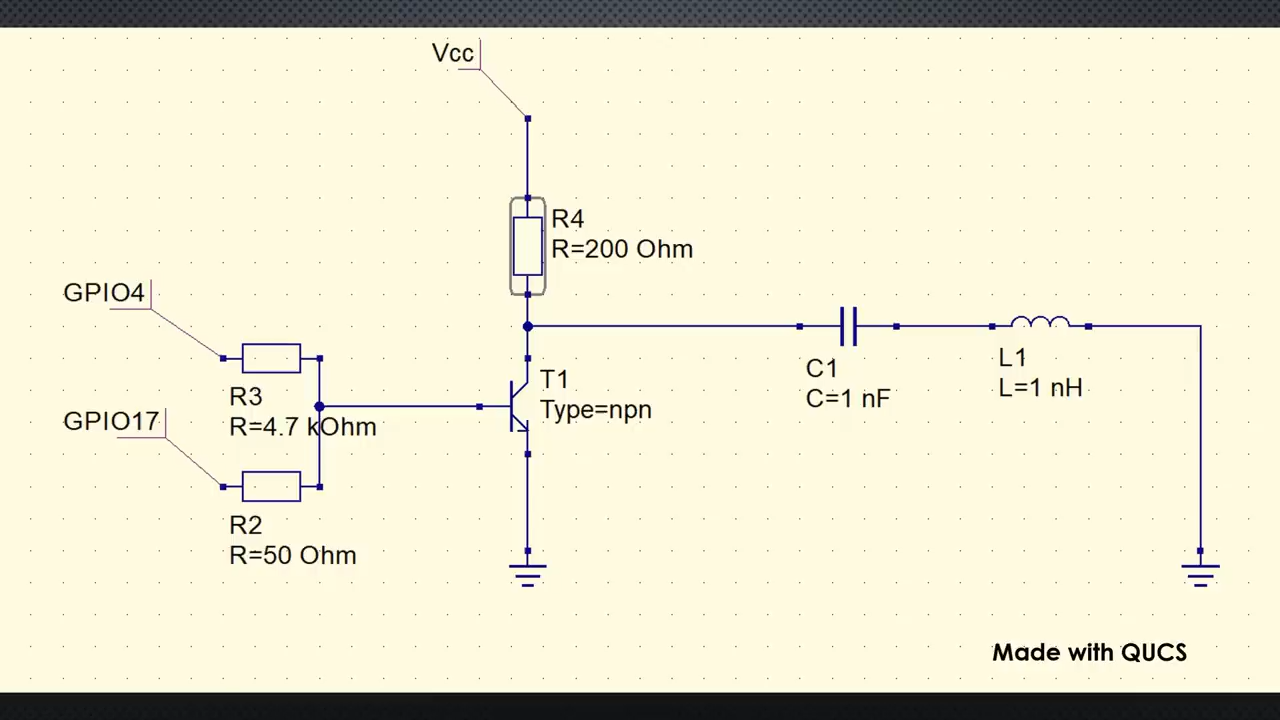 Vcc
R4
R=200 Ohm
GPIO4
R3
R=4.7 kOhm
GPIO17
R2
R=50 Ohm
T1
Type=npn
C1
C=1 nF
L1
L=1 nH
Made with QUCS